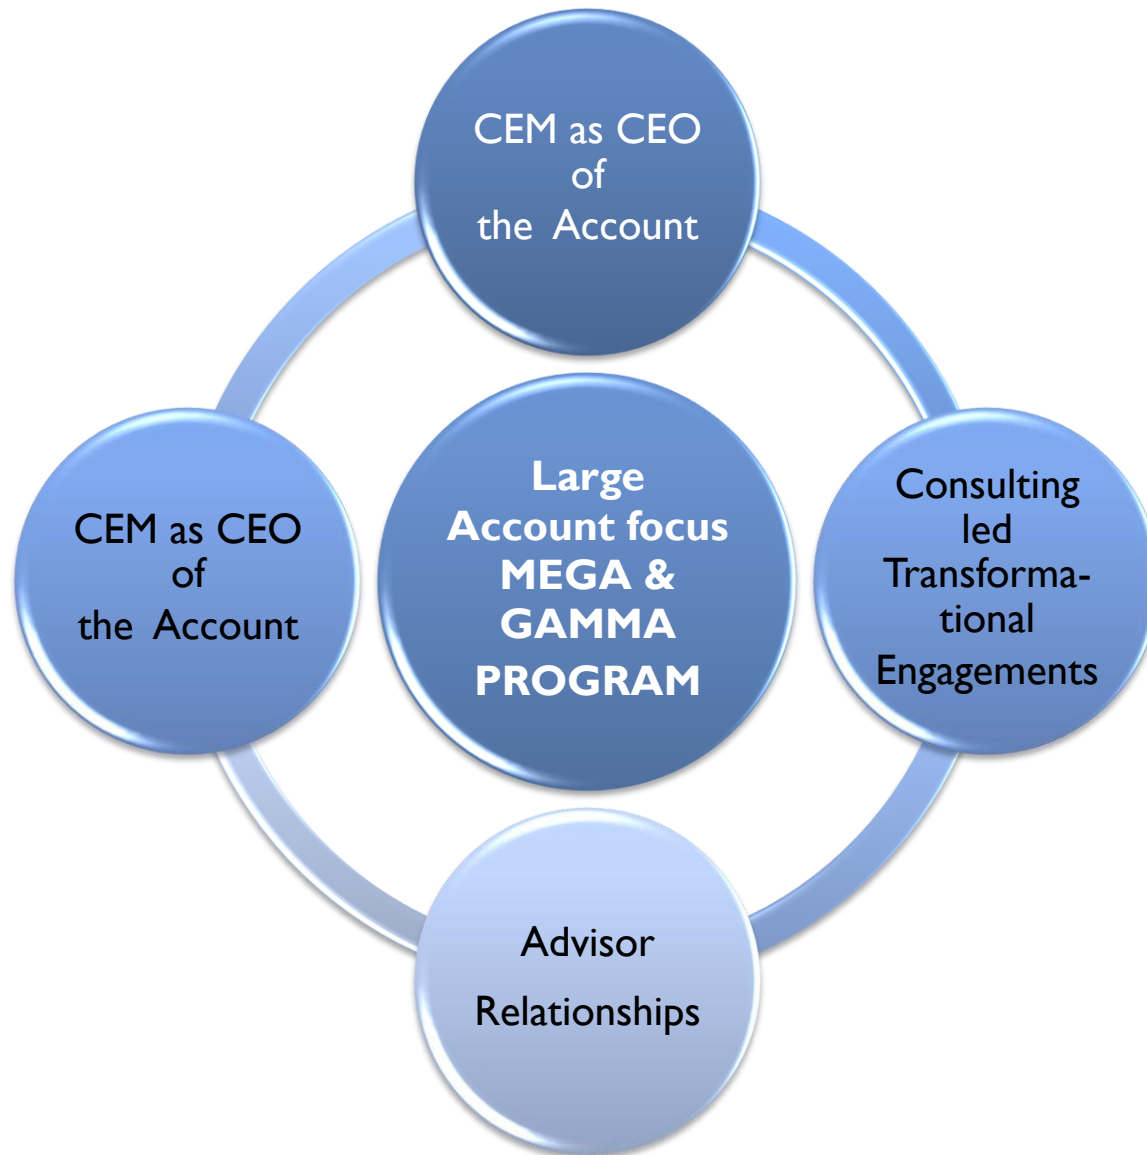 CEM as CEO
of
the Account
CEM as CEO
of
the Account
Large
Account focus
MEGA &
GAMMA
PROGRAM
Consulting
led
Transforma-
tional
Engagements
Advisor
Relationships